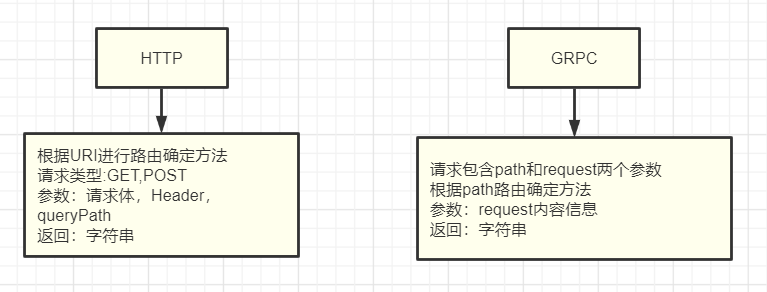 HTTP
GRPC
根据URI进行路由确定方法
请求类型:GET,POST
参数：请求体，Header，
queryPath
返回：字符串
请求包含path和request两个参数
根据path路由确定方法
参数：request内容信息
返回：字符串